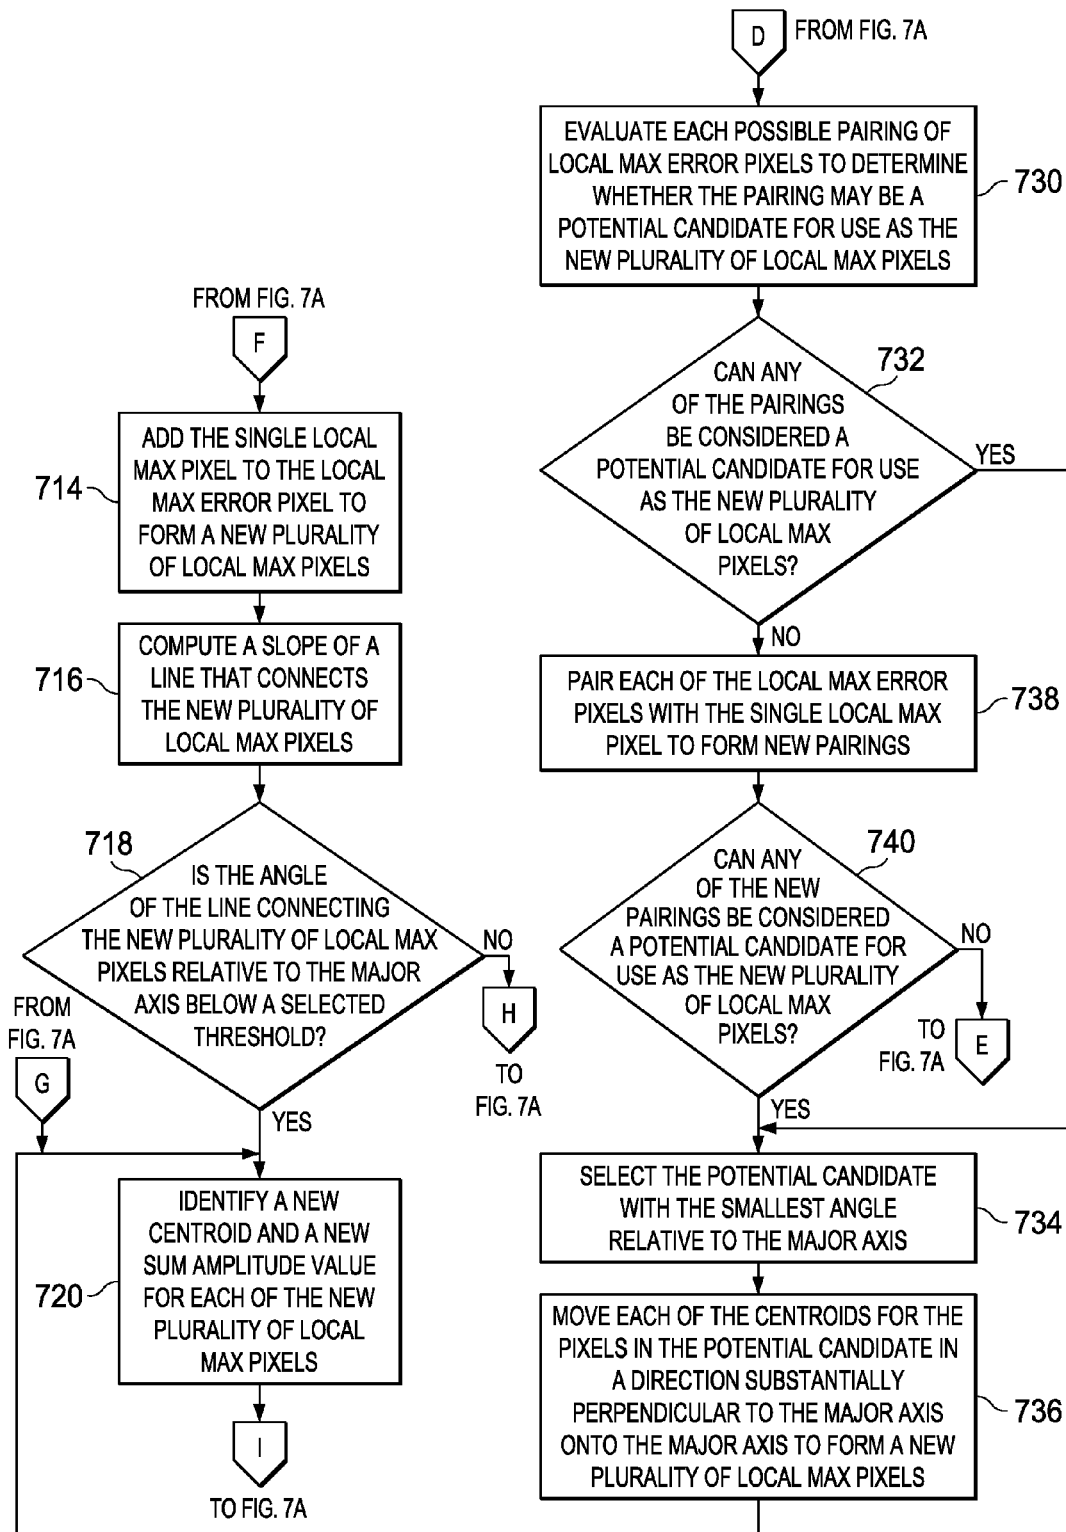 FROM FIG. 7A
F
ADD THE SINGLE LOCAL
MAX PIXEL TO THE LOCAL
MAX ERROR PIXEL TO
FORM A NEW PLURALITY
OF LOCAL MAX PIXELS
714
COMPUTE A SLOPE OF A
LINE THAT CONNECTS
THE NEW PLURALITY OF
LOCAL MAX PIXELS
716
718
IS THE ANGLE
OF THE LINE CONNECTING
THE NEW PLURALITY OF LOCAL MAX
PIXELS RELATIVE TO THE MAJOR
AXIS BELOW A SELECTED
THRESHOLD?
NO
H
TO
FIG. 7A
FROM
FIG. 7A
G
YES
IDENTIFY A NEW
CENTROID AND A NEW
SUM AMPLITUDE VALUE
FOR EACH OF THE NEW
PLURALITY OF LOCAL
MAX PIXELS
720
I
TO FIG. 7A
D
FROM FIG. 7A
EVALUATE EACH POSSIBLE PAIRING OF
LOCAL MAX ERROR PIXELS TO DETERMINE
WHETHER THE PAIRING MAY BE A
POTENTIAL CANDIDATE FOR USE AS THE
NEW PLURALITY OF LOCAL MAX PIXELS
730
732
CAN ANY
OF THE PAIRINGS
BE CONSIDERED A
POTENTIAL CANDIDATE FOR USE
AS THE NEW PLURALITY
OF LOCAL MAX
PIXELS?
YES
NO
PAIR EACH OF THE LOCAL MAX ERROR
PIXELS WITH THE SINGLE LOCAL MAX
PIXEL TO FORM NEW PAIRINGS
738
740
CAN ANY
OF THE NEW
PAIRINGS BE CONSIDERED
A POTENTIAL CANDIDATE FOR
USE AS THE NEW PLURALITY
OF LOCAL MAX
PIXELS?
NO
TO
FIG. 7A
E
YES
SELECT THE POTENTIAL CANDIDATE
WITH THE SMALLEST ANGLE
RELATIVE TO THE MAJOR AXIS
734
MOVE EACH OF THE CENTROIDS FOR THE
PIXELS IN THE POTENTIAL CANDIDATE IN
A DIRECTION SUBSTANTIALLY
PERPENDICULAR TO THE MAJOR AXIS
ONTO THE MAJOR AXIS TO FORM A NEW
PLURALITY OF LOCAL MAX PIXELS
736